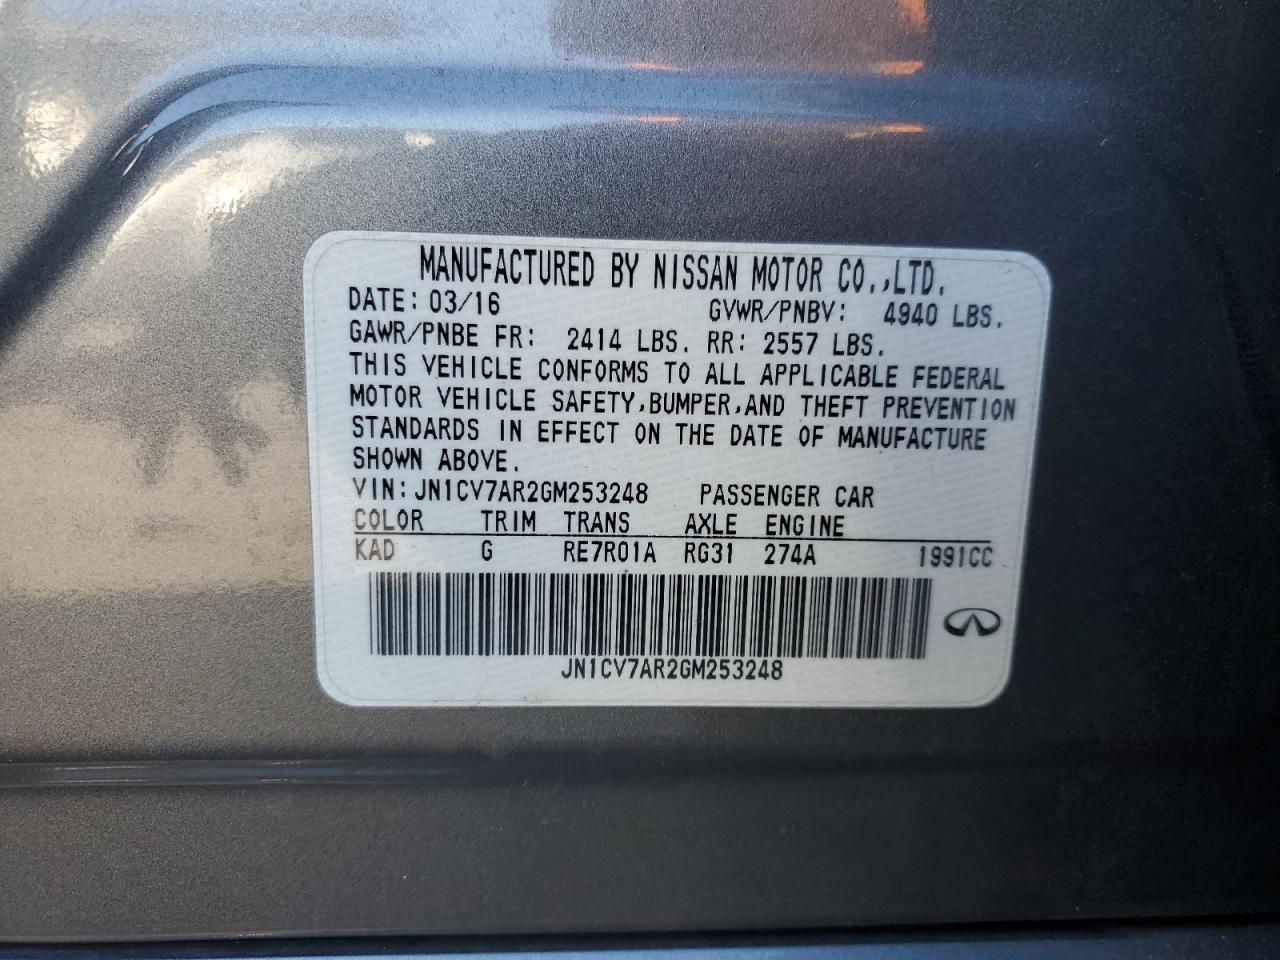 MANUFACTURED BY NISSAN MOTOR CO.,LTD.
DATE: 03/16 GVWR/PNBV: 4940 LBS.
GAWR/PNBE FR: 2414 LBS. RR: 2557 LBS.
THIS VEHICLE CONFORMS TO ALL APPLICABLE FEDERAL
MOTOR VEHICLE SAFETY,BUMPER,AND THEFT PREVENTION
STANDARDS IN EFFECT ON THE DATE OF MANUFACTURE
SHOWN ABOVE.
VIN: JN1CV7AR2GM253248 PASSENGER CAR
COLOR TRIM TRANS AXLE ENGINE
KAD G RE7R01A RG31 274A 1991CC
JN1CV7AR2GM253248